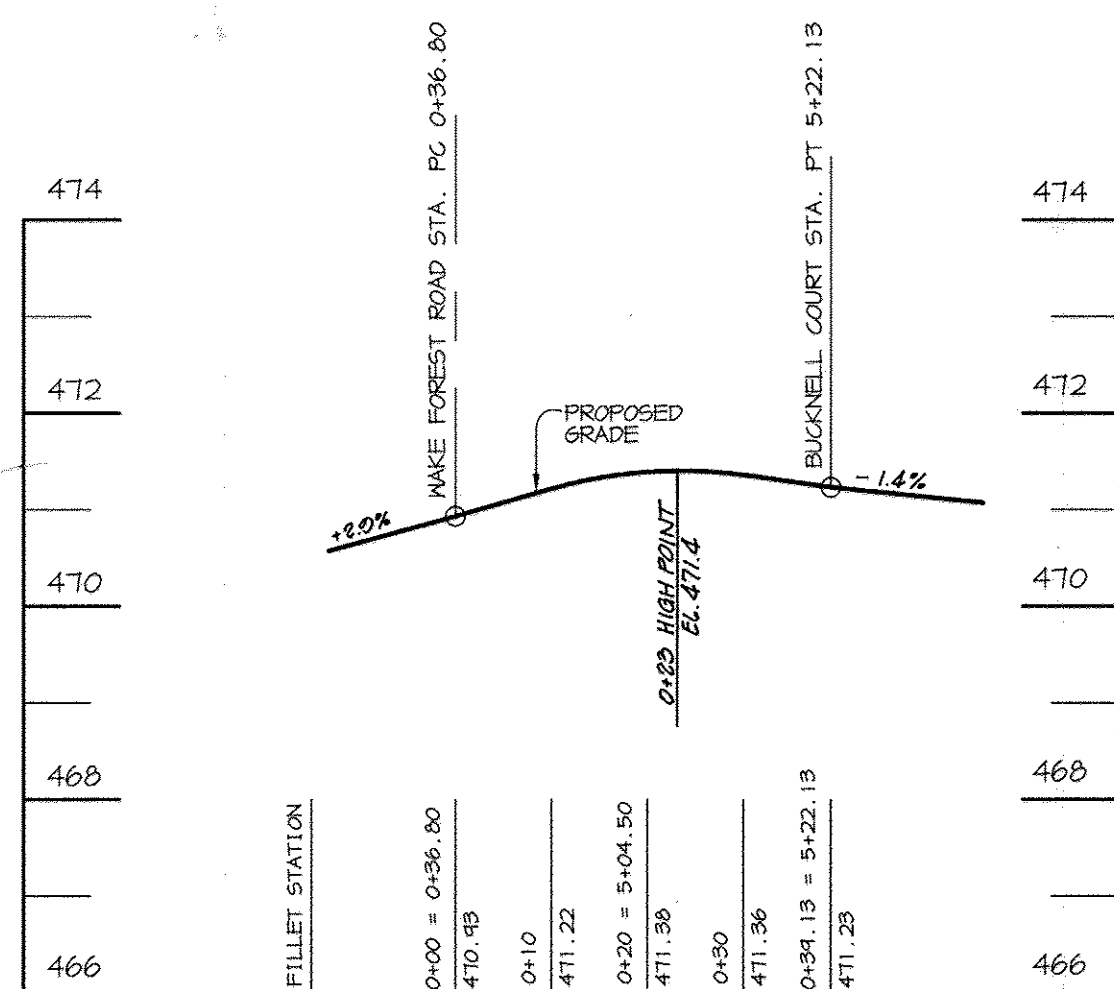 WAKE FOREST ROAD STA. PC 0+36.80
BUCKNELL COURT STA. PT 5+22.13
474
474
472
472
PROPOSED
GRADE
+2.0%
- 1.4%
470
470
0+23 HIGH POINT
EL. 471.4
468
468
FILLET STATION
0+00 = 0+36.80
470.93
0+10
471.22
0+20 = 5+04.50
471.38
0+30
471.36
0+39.13 = 5+22.13
471.23
466
466